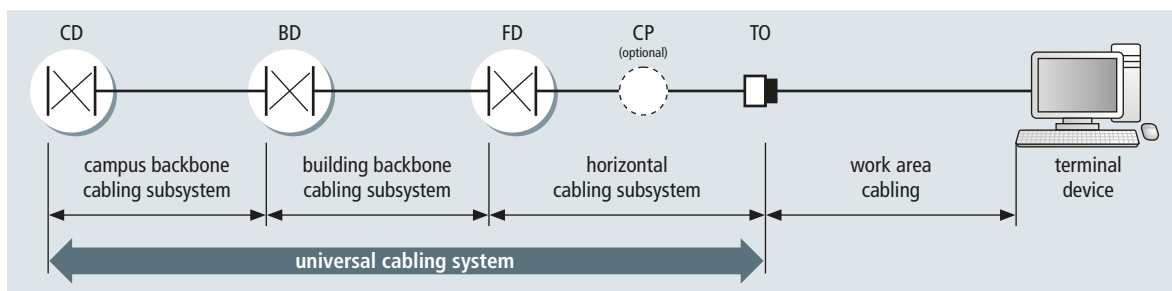 CD
BD
FD
CP
(optional)
TO
campus backbone
cabling subsystem
building backbone
cabling subsystem
horizontal
cabling subsystem
work area
cabling
terminal
device
universal cabling system